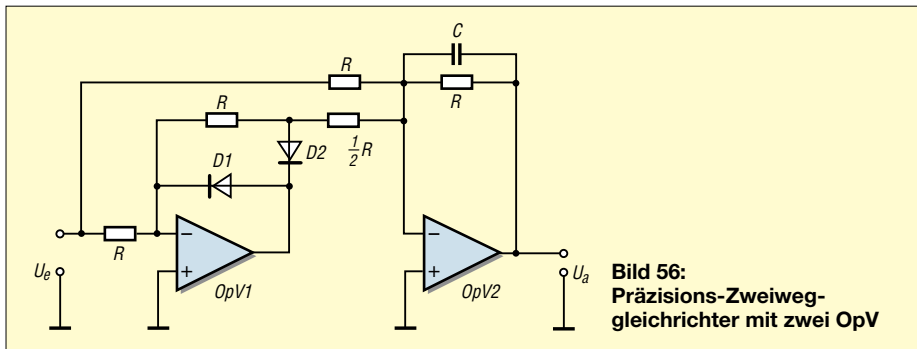 C
R
R
R
½R
D2
D1
−
−
R
+
+
Uₑ
OpV1
OpV2
Uₐ
Bild 56:
Präzisions-Zweiweg-
gleichrichter mit zwei OpV